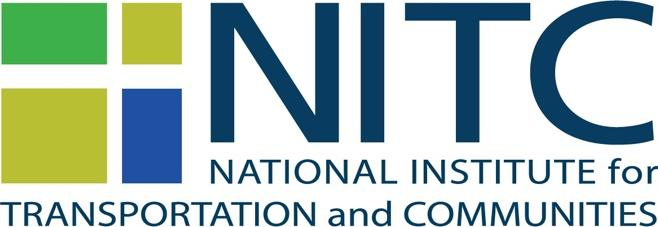 NITC
NATIONAL INSTITUTE for
TRANSPORTATION and COMMUNITIES